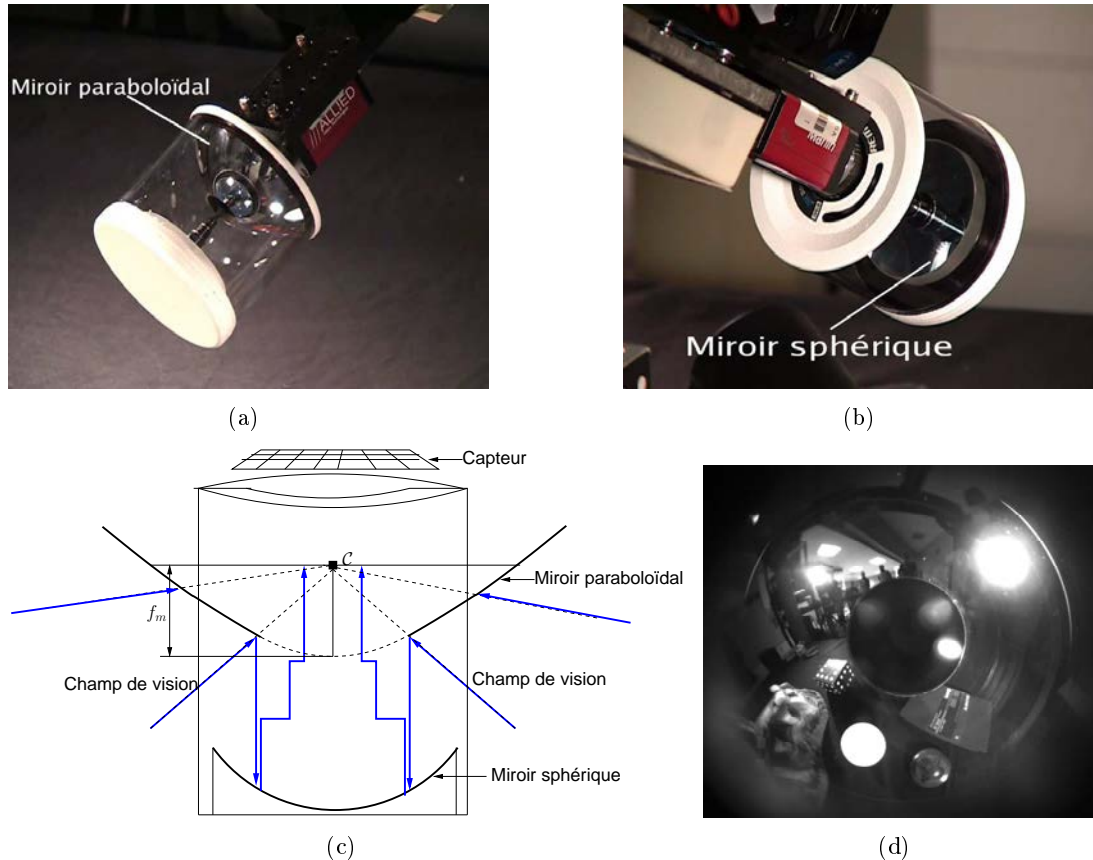 Miroir paraboloïdal
///ALLIED
Miroir sphérique
(a)
(b)
Capteur
C
Miroir paraboloïdal
f_m
Champ de vision
Champ de vision
Miroir sphérique
(c)
(d)